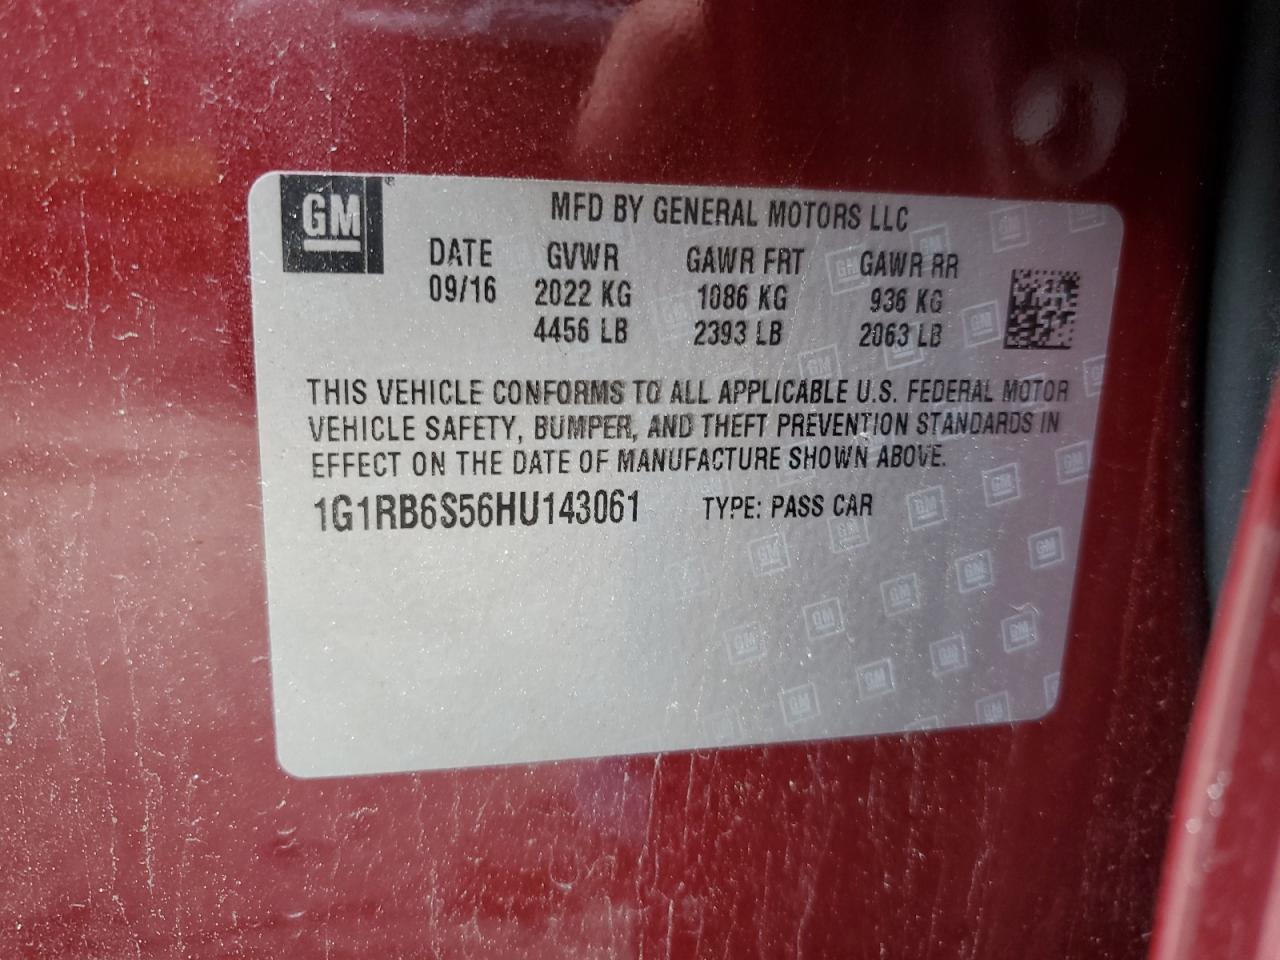 GM
MFD BY GENERAL MOTORS LLC
DATE GVWR GAWR FRT GAWR RR
09/16 2022 KG 1086 KG 936 KG
4456 LB 2393 LB 2063 LB
THIS VEHICLE CONFORMS TO ALL APPLICABLE U.S. FEDERAL MOTOR
VEHICLE SAFETY, BUMPER, AND THEFT PREVENTION STANDARDS IN
EFFECT ON THE DATE OF MANUFACTURE SHOWN ABOVE.
1G1RB6S56HU143061 TYPE: PASS CAR